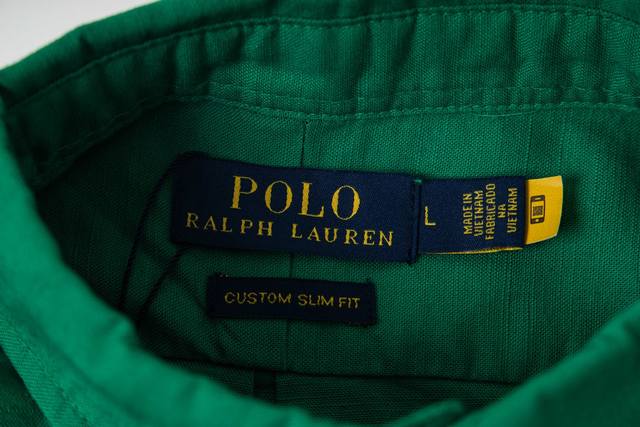 POLO
RALPH LAUREN
L
MADE IN
VIETNAM
FABRICADO
NA
VIETNAM
CUSTOM SLIM FIT